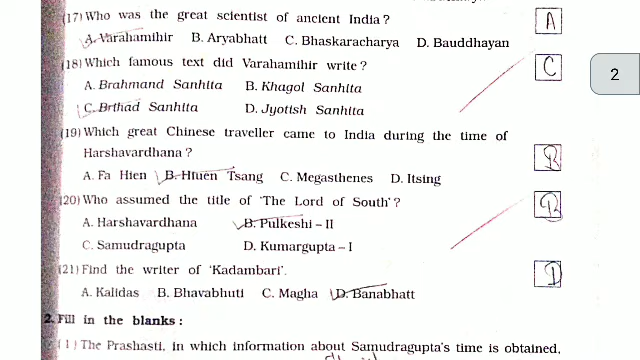 (17) Who was the great scientist of ancient India?
A
A. Varahamihir B. Aryabhatt C. Bhaskaracharya D. Bauddhayan
(18) Which famous text did Varahamihir write?
C
2
A. Brahmand Sanhita B. Khagol Sanhita
C. Brihad Sanhita D. Jyotish Sanhita
(19) Which great Chinese traveller came to India during the time of
Harshavardhana?
B
A. Fa Hien B. Hiuen Tsang C. Megasthenes D. Itsing
(20) Who assumed the title of 'The Lord of South'?
B
A. Harshavardhana B. Pulkeshi – II
C. Samudragupta D. Kumargupta – I
(21) Find the writer of 'Kadambari'.
D
A. Kalidas B. Bhavabhuti C. Magha D. Banabhatt
2. Fill in the blanks :
(1) The Prashasti, in which information about Samudragupta's time is obtained,